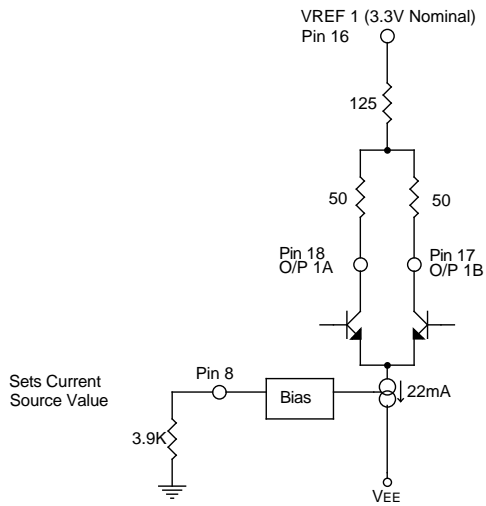 VREF 1 (3.3V Nominal)
Pin 16
125
50
50
Pin 18
O/P 1A
Pin 17
O/P 1B
Pin 8
Sets Current
Source Value
Bias
22mA
3.9K
VEE